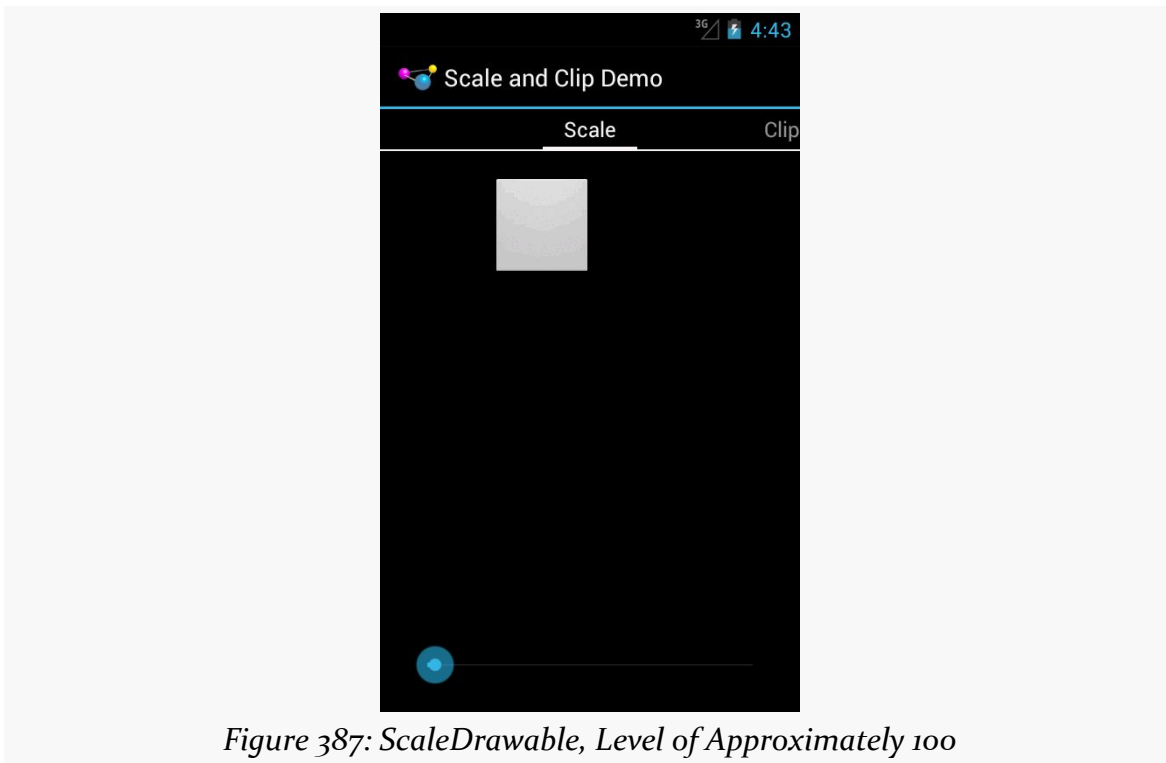 3G 4:43
Scale and Clip Demo
Scale Clip
Figure 387: ScaleDrawable, Level of Approximately 100